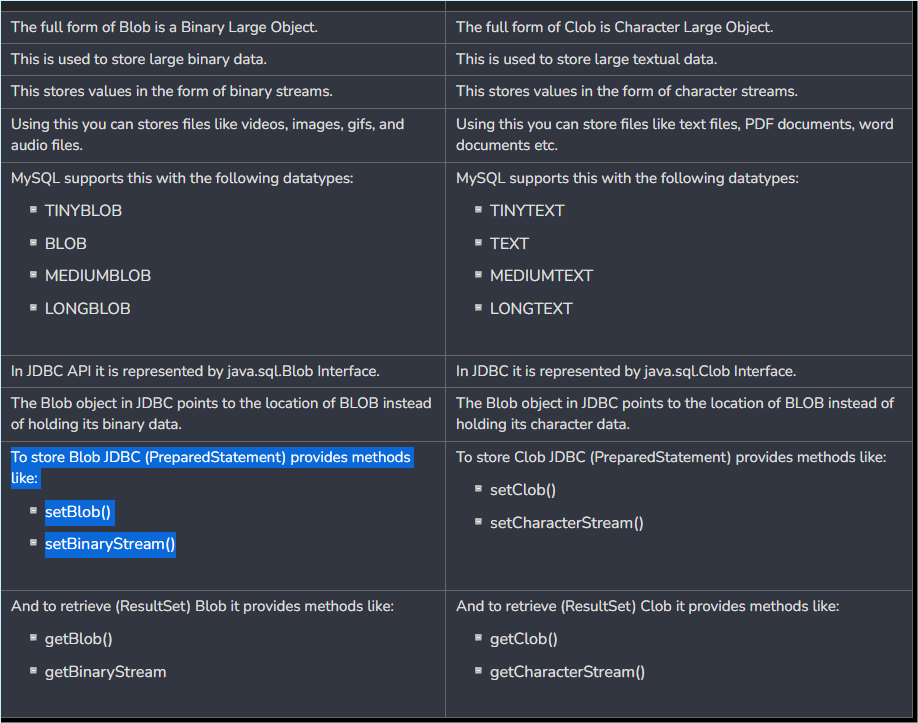 The full form of Blob is a Binary Large Object.
The full form of Clob is Character Large Object.
This is used to store large binary data.
This is used to store large textual data.
This stores values in the form of binary streams.
This stores values in the form of character streams.
Using this you can stores files like videos, images, gifs, and
audio files.
Using this you can store files like text files, PDF documents, word
documents etc.
MySQL supports this with the following datatypes:
TINYBLOB
BLOB
MEDIUMBLOB
LONGBLOB
MySQL supports this with the following datatypes:
TINYTEXT
TEXT
MEDIUMTEXT
LONGTEXT
In JDBC API it is represented by java.sql.Blob Interface.
In JDBC it is represented by java.sql.Clob Interface.
The Blob object in JDBC points to the location of BLOB instead
of holding its binary data.
The Blob object in JDBC points to the location of BLOB instead of
holding its character data.
To store Blob JDBC (PreparedStatement) provides methods
like:
setBlob()
setBinaryStream()
To store Clob JDBC (PreparedStatement) provides methods like:
setClob()
setCharacterStream()
And to retrieve (ResultSet) Blob it provides methods like:
getBlob()
getBinaryStream
And to retrieve (ResultSet) Clob it provides methods like:
getClob()
getCharacterStream()